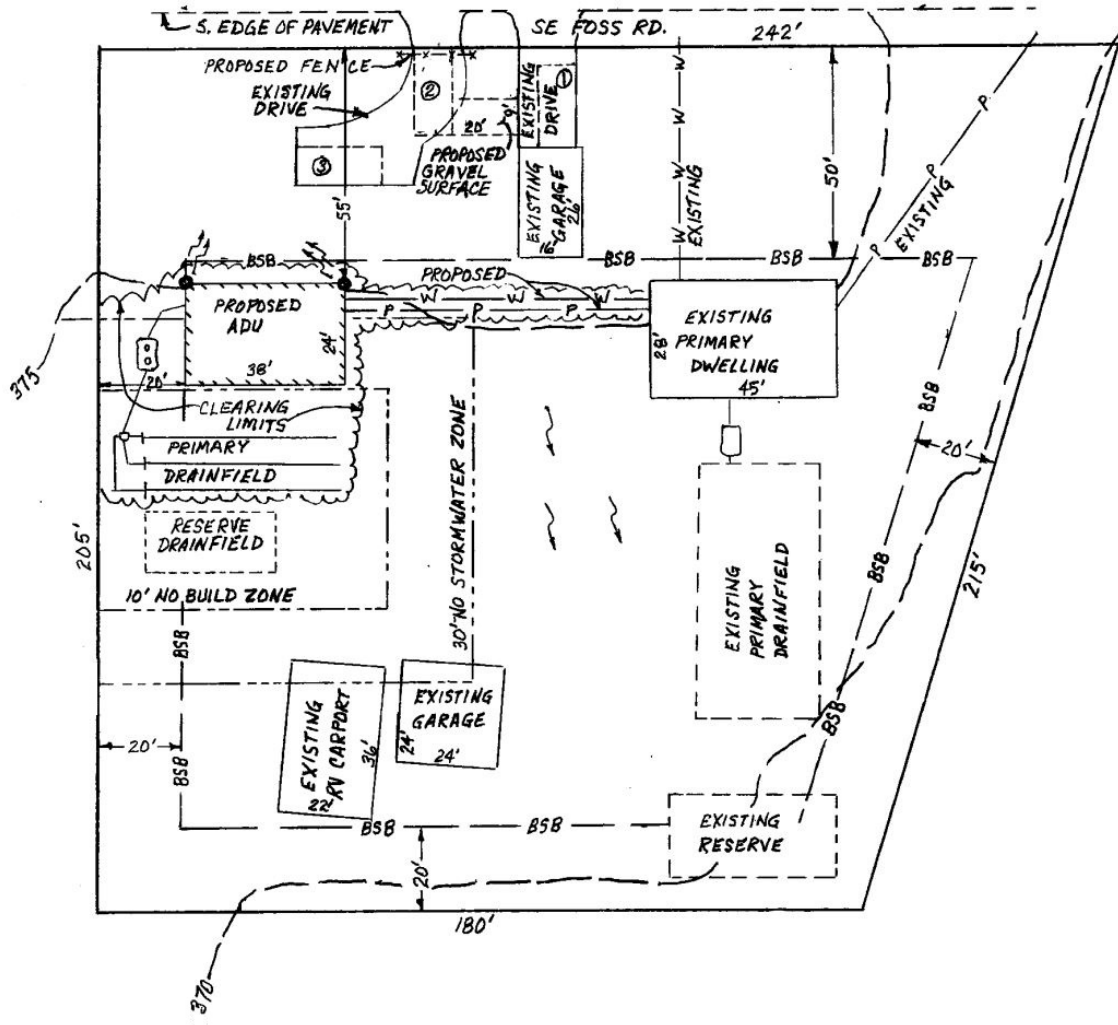 S. EDGE OF PAVEMENT
SE FOSS RD.
242'
PROPOSED FENCE
EXISTING
DRIVE
②
①
EXISTING
DRIVE
20'
9'
PROPOSED
GRAVEL
SURFACE
③
EXISTING
GARAGE
16'
26'
W
W
W
W
EXISTING
50'
P
P
P
EXISTING
55'
BSB
BSB
BSB
BSB
PROPOSED
W
W
W
P
P
P
PROPOSED
ADU
24'
38'
20'
375
EXISTING
PRIMARY
DWELLING
28'
45'
CLEARING
LIMITS
PRIMARY
DRAINFIELD
RESERVE
DRAINFIELD
10' NO BUILD ZONE
30' NO STORMWATER ZONE
205'
BSB
20'
BSB
215'
EXISTING
PRIMARY
DRAINFIELD
BSB
BSB
BSB
20'
BSB
EXISTING
RV CARPORT
36'
22'
EXISTING
GARAGE
24'
24'
BSB
BSB
20'
EXISTING
RESERVE
180'
370